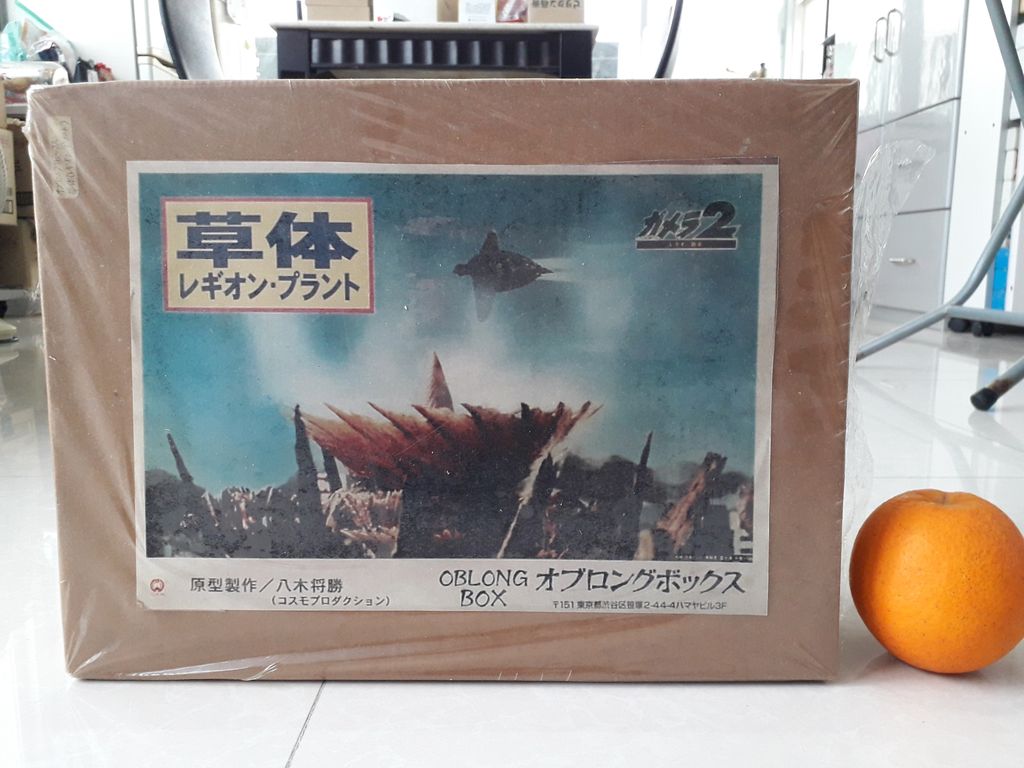 草体
レギオン・プラント
ガメラ2
原型製作／八木将勝
(コスモプロダクション)
OBLONG BOX
オブロングボックス
〒151 東京都渋谷区笹塚2-44-4ハマヤビル3F